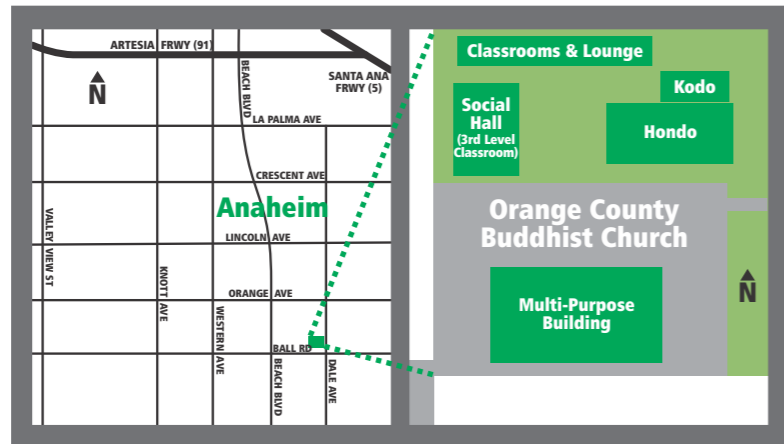 ARTESIA FRWY (91)
SANTA ANA
FRWY (5)
N
BEACH BLVD
LA PALMA AVE
CRESCENT AVE
Anaheim
VALLEY VIEW ST
LINCOLN AVE
KNOTT AVE
ORANGE AVE
WESTERN AVE
BALL RD
BEACH BLVD
DALE AVE
Classrooms & Lounge
Kodo
Social
Hall
(3rd Level
Classroom)
Hondo
Orange County
Buddhist Church
N
Multi-Purpose
Building